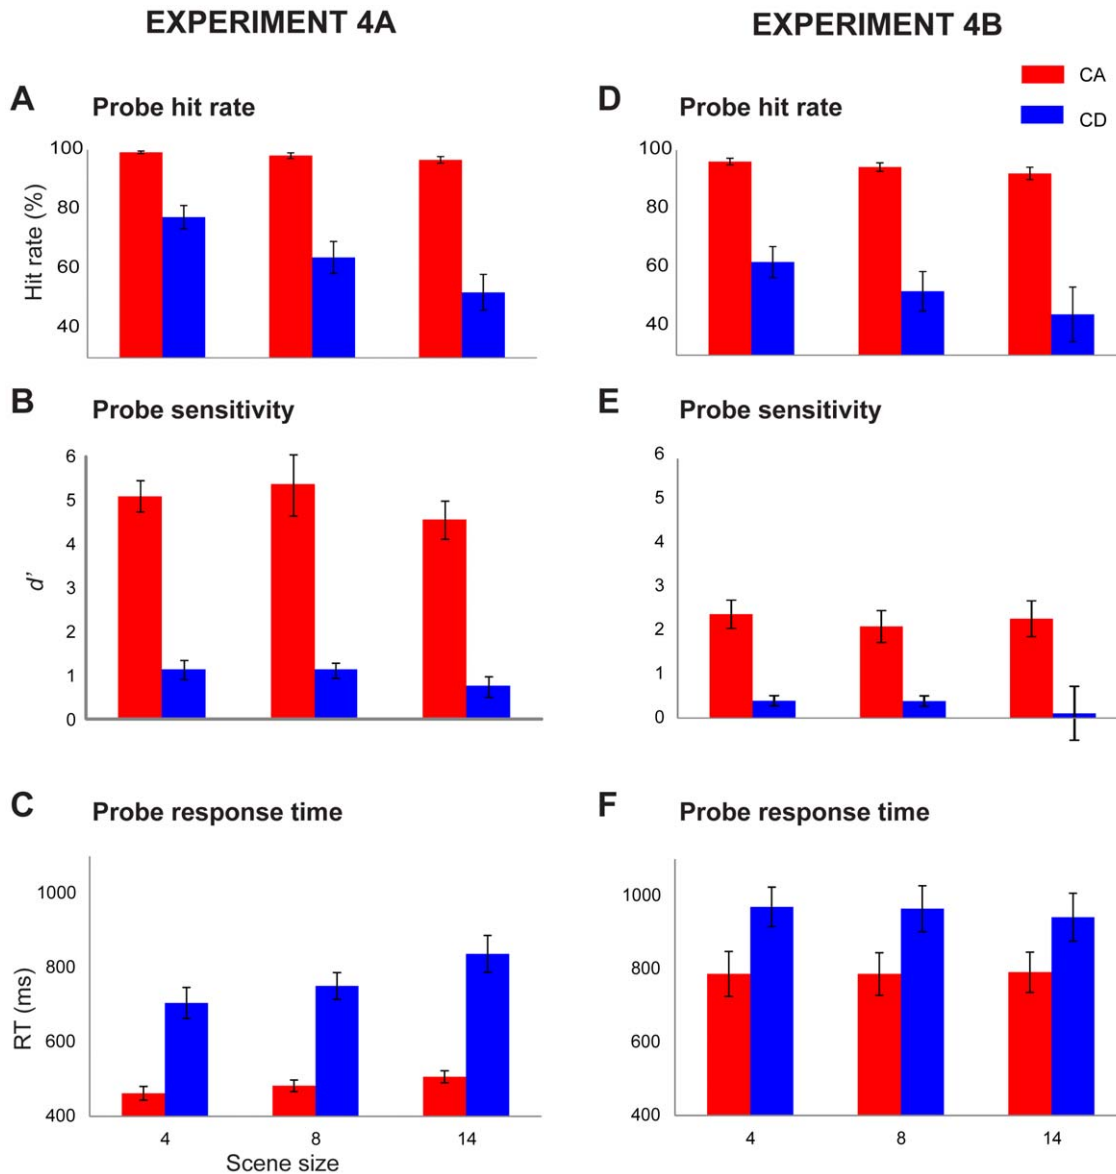 EXPERIMENT 4A
EXPERIMENT 4B
CA
CD
A Probe hit rate
100
80
60
40
Hit rate (%)
D Probe hit rate
100
80
60
40
B Probe sensitivity
6
5
4
3
2
1
0
d'
E Probe sensitivity
6
5
4
3
2
1
0
C Probe response time
1000
800
600
400
RT (ms)
4 8 14
Scene size
F Probe response time
1000
800
600
400
4 8 14